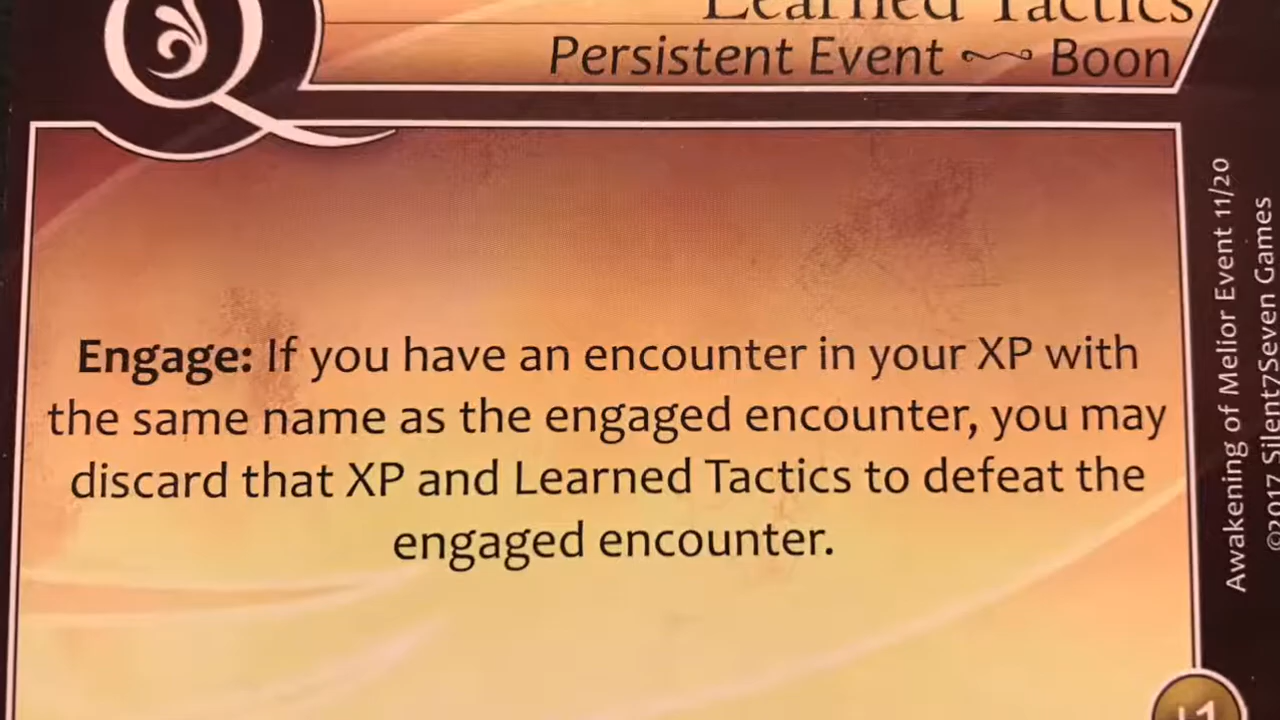 Learned Tactics
Persistent Event Boon
Engage: If you have an encounter in your XP with
the same name as the engaged encounter, you may
discard that XP and Learned Tactics to defeat the
engaged encounter.
Awakening of Melior Event 11/20
©2017 Silent7Seven Games